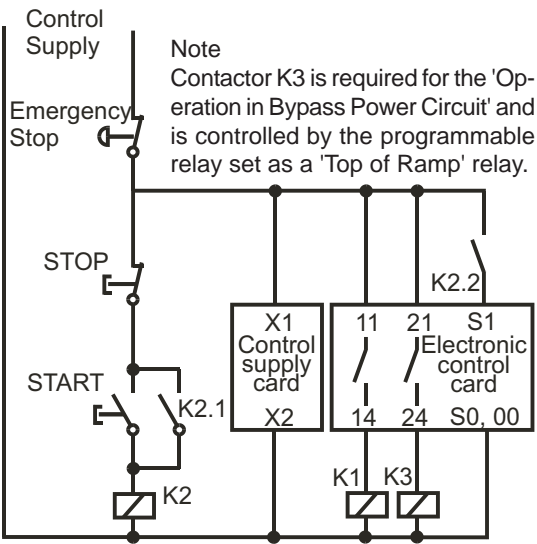 Control
Supply
Note
Contactor K3 is required for the 'Op-
eration in Bypass Power Circuit' and
is controlled by the programmable
relay set as a 'Top of Ramp' relay.
Emergency
Stop
STOP
K2.2
X1
11
21
S1
Control
supply
card
Electronic
control
card
START
K2.1
X2
14
24
S0, 00
K2
K1
K3